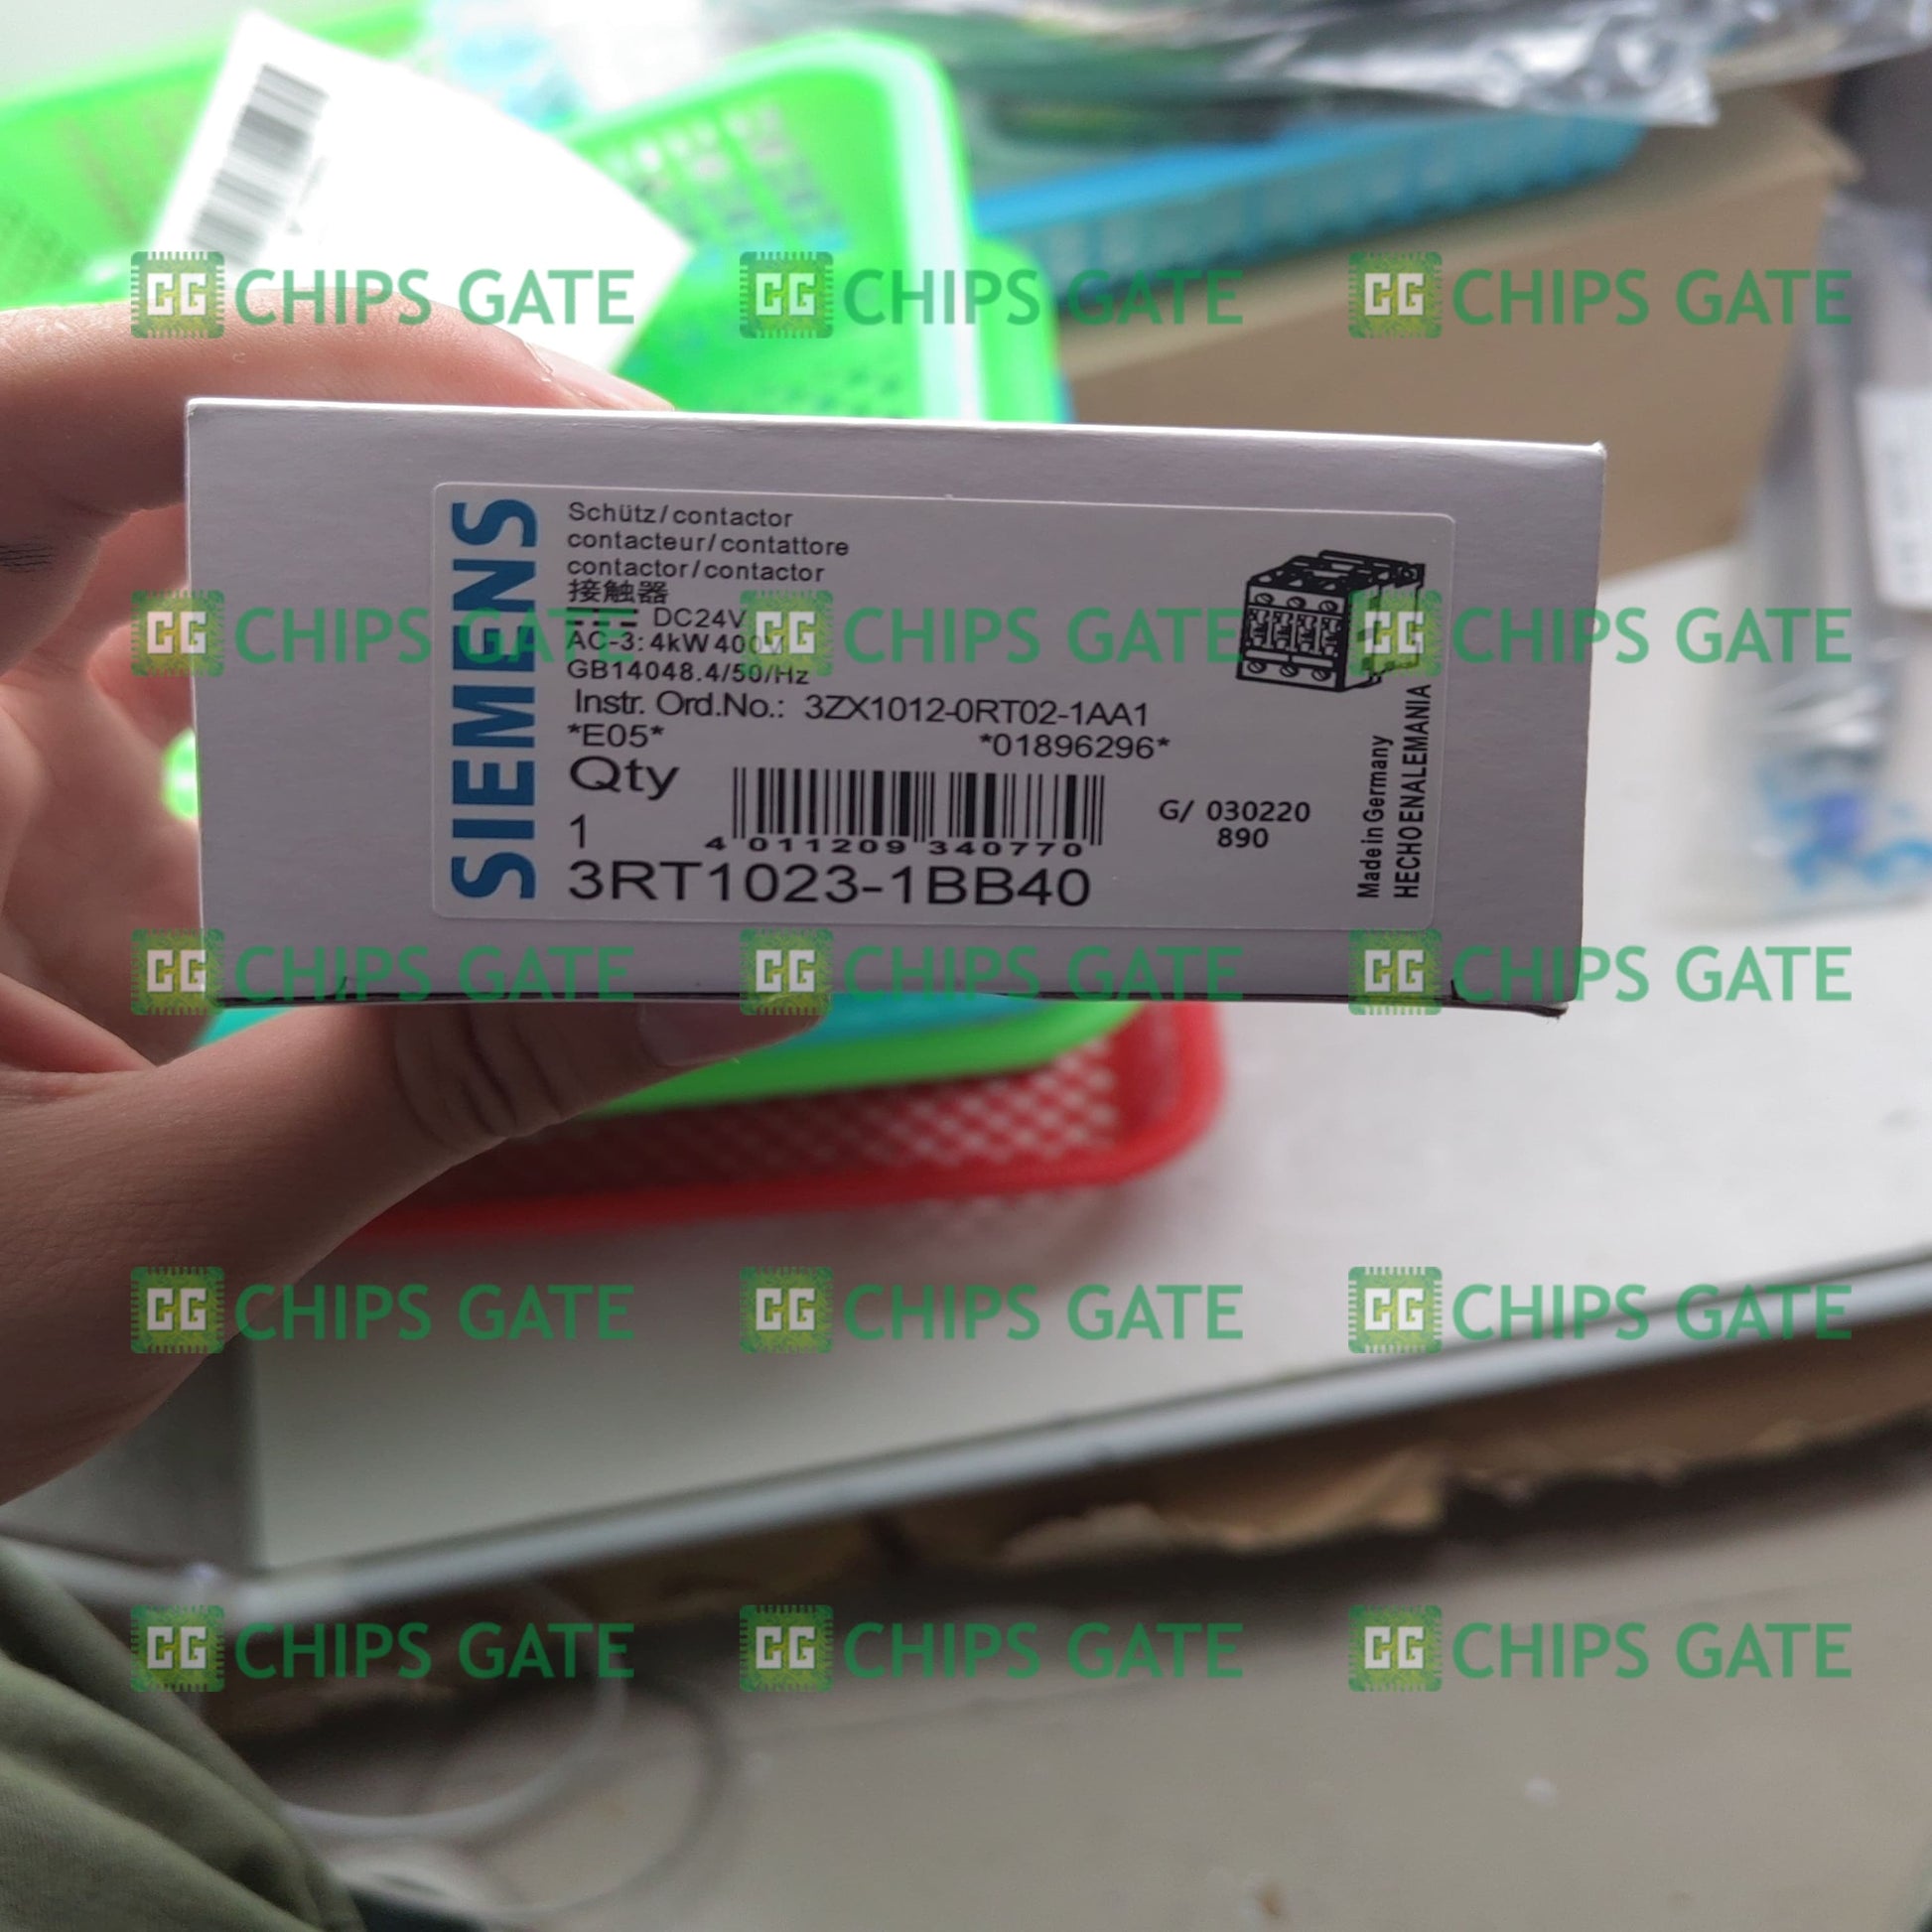 CHIPS GATE CHIPS GATE CHIPS GATE
SIEMENS
Schütz/contactor
contacteur/contattore
contactor/contactor
接触器
DC24V
AC-3: 4kW 400V
GB14048.4/50/Hz
Instr. Ord.No.: 3ZX1012-0RT02-1AA1
*E05* *01896296*
Qty
1
4 011209 340770
3RT1023-1BB40
G/ 030220
890
Made in Germany
HECHOENALEMANIA
CHIPS GATE CHIPS GATE CHIPS GATE
CHIPS GATE CHIPS GATE CHIPS GATE
CHIPS GATE CHIPS GATE CHIPS GATE
CHIPS GATE CHIPS GATE CHIPS GATE